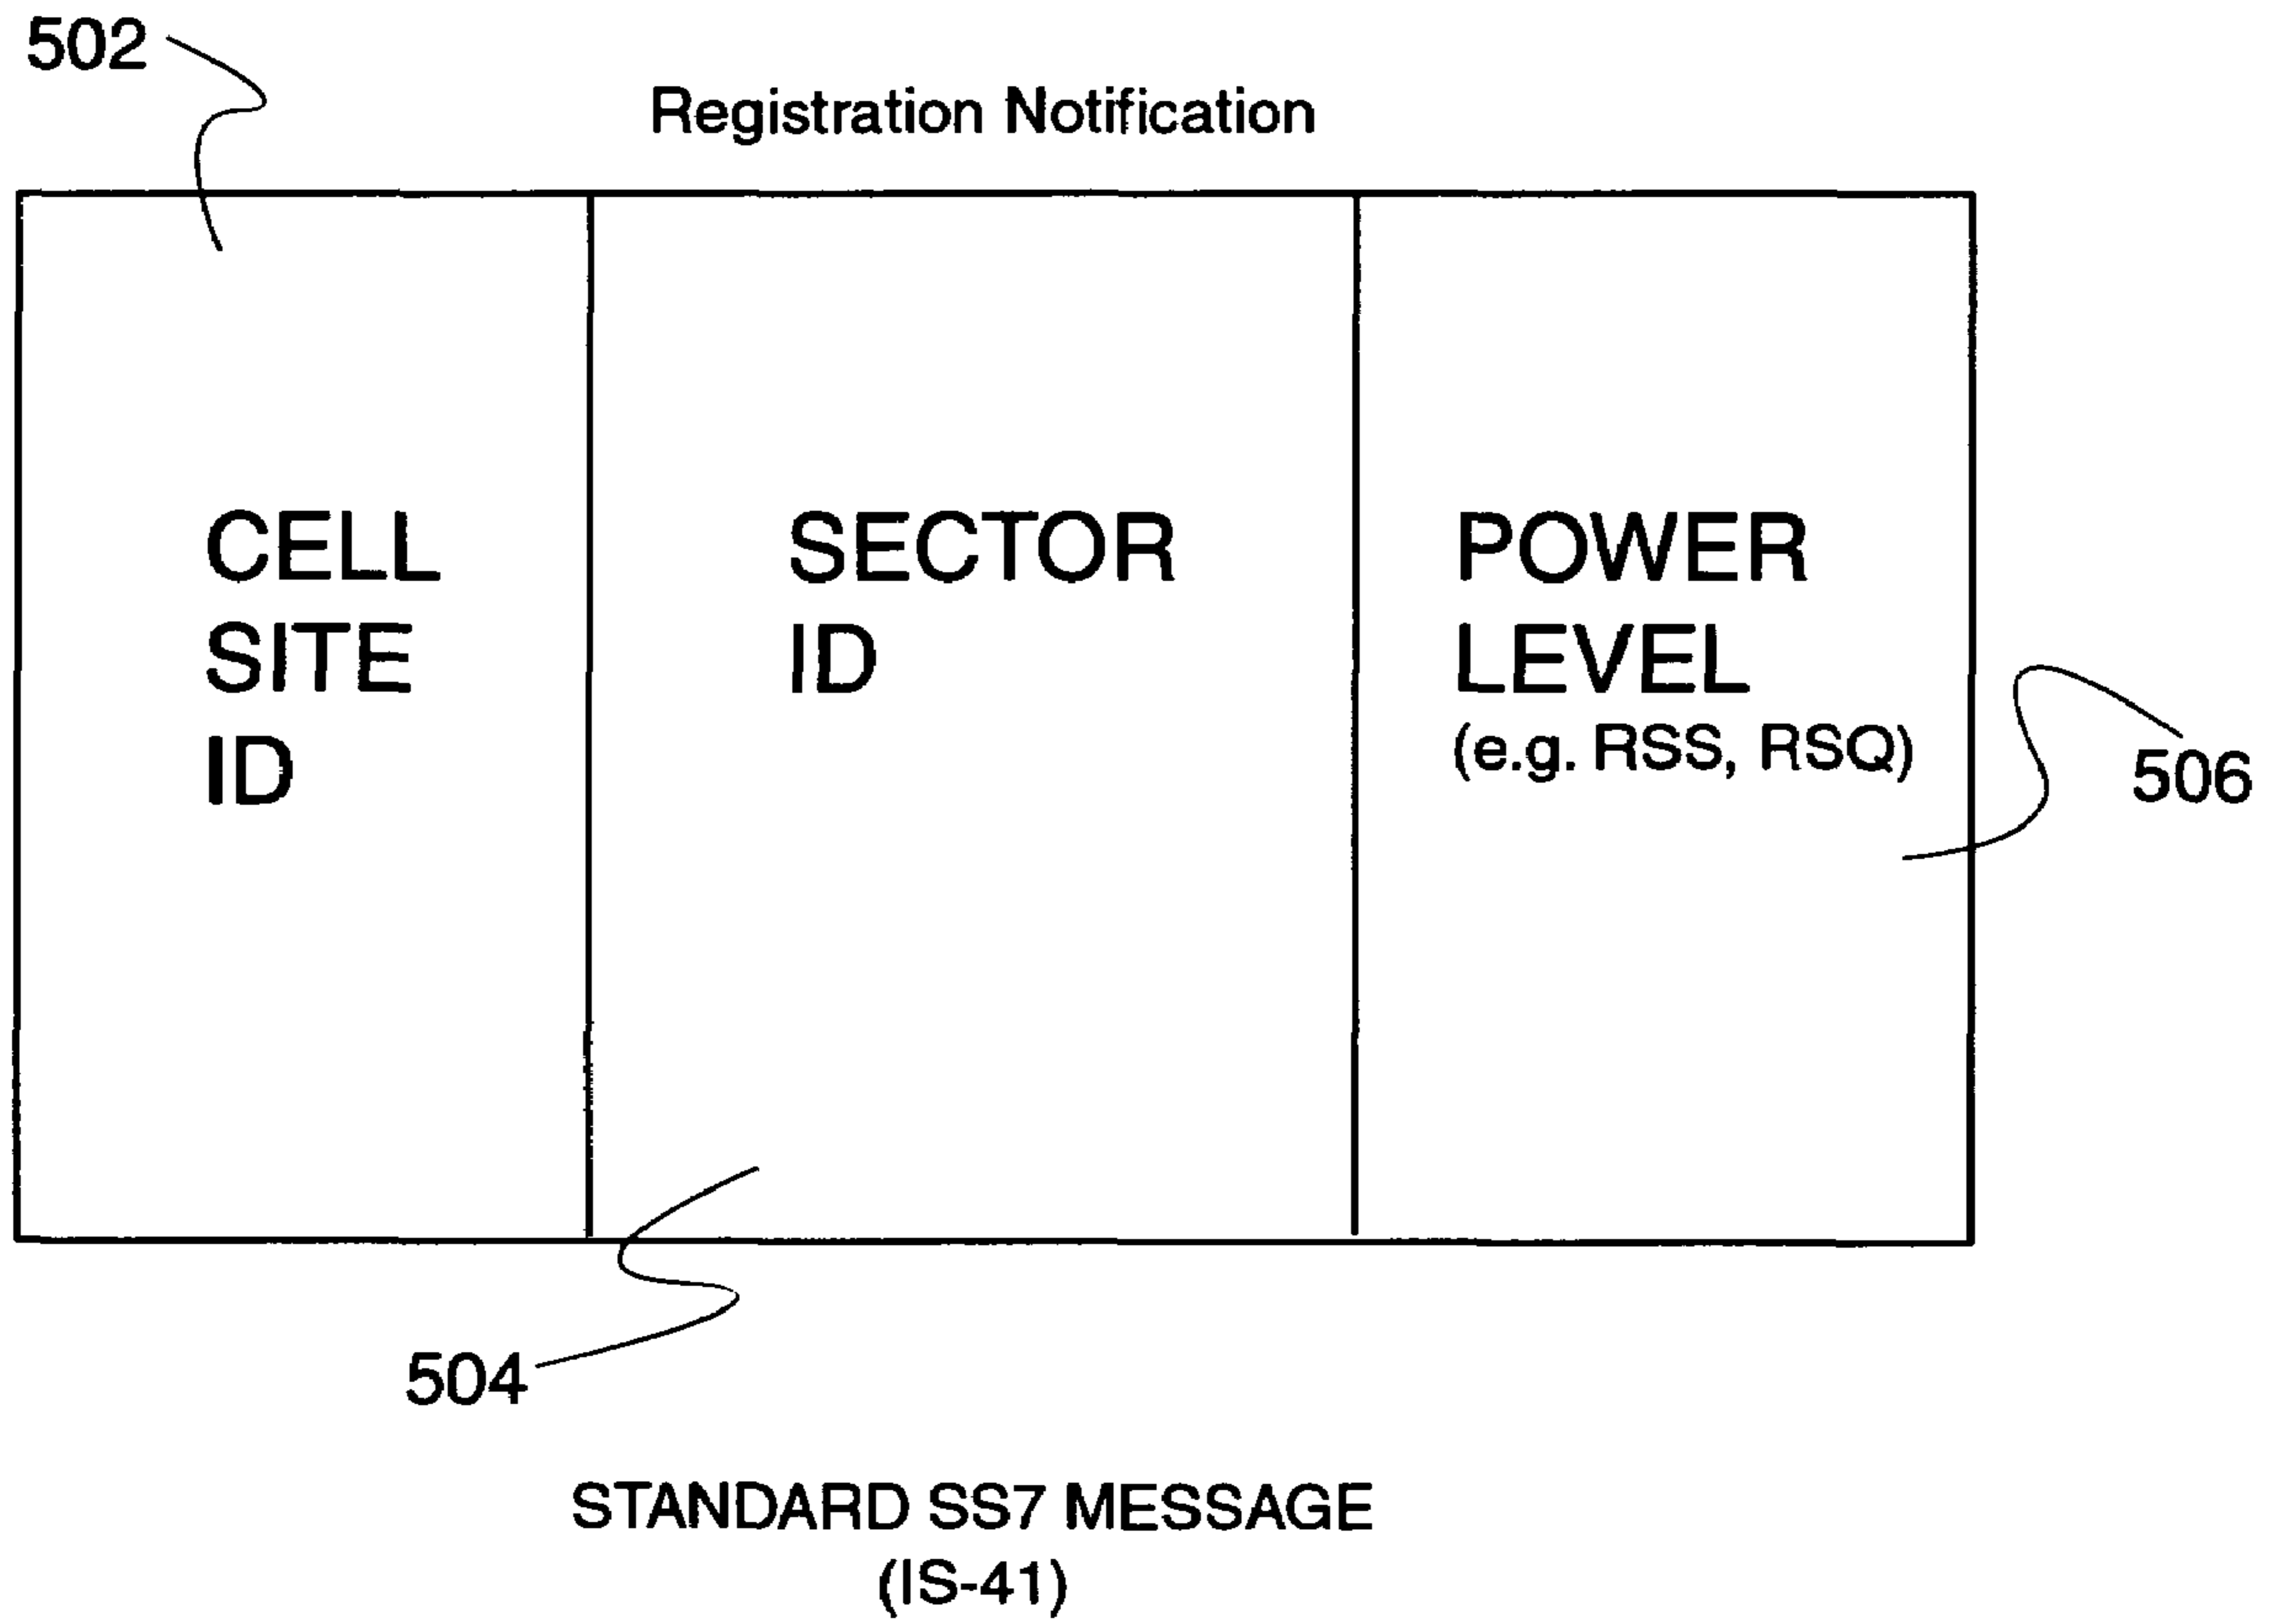 502
Registration Notification
CELL
SITE
ID
SECTOR
ID
POWER
LEVEL
(e.g. RSS, RSQ)
506
504
STANDARD SS7 MESSAGE
(IS-41)